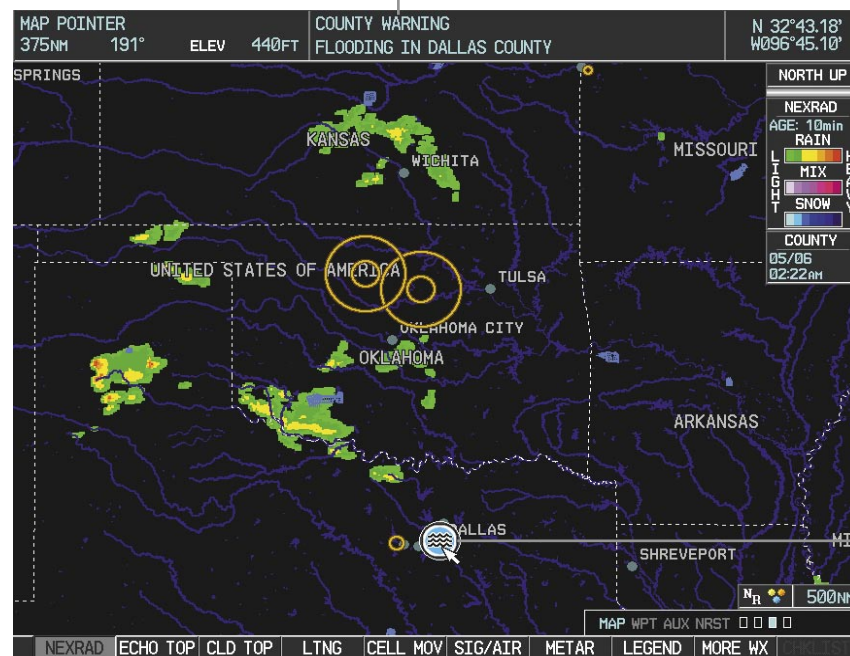 MAP POINTER
375NM 191° ELEV 440FT
COUNTY WARNING
FLOODING IN DALLAS COUNTY
N 32°43.18'
W096°45.10'
SPRINGS
NORTH UP
NEXRAD
AGE: 10min
RAIN
MIX
SNOW
LIGHT
COUNTY
05/06
02:22AM
KANSAS
WICHITA
MISSOURI
UNITED STATES OF AMERICA
TULSA
OKLAHOMA CITY
OKLAHOMA
ARKANSAS
DALLAS
SHREVEPORT
MI
NR
500NM
MAP WPT AUX NRST
NEXRAD ECHO TOP CLD TOP LTNG CELL MOV SIG/AIR METAR LEGEND MORE WX CHKLIST